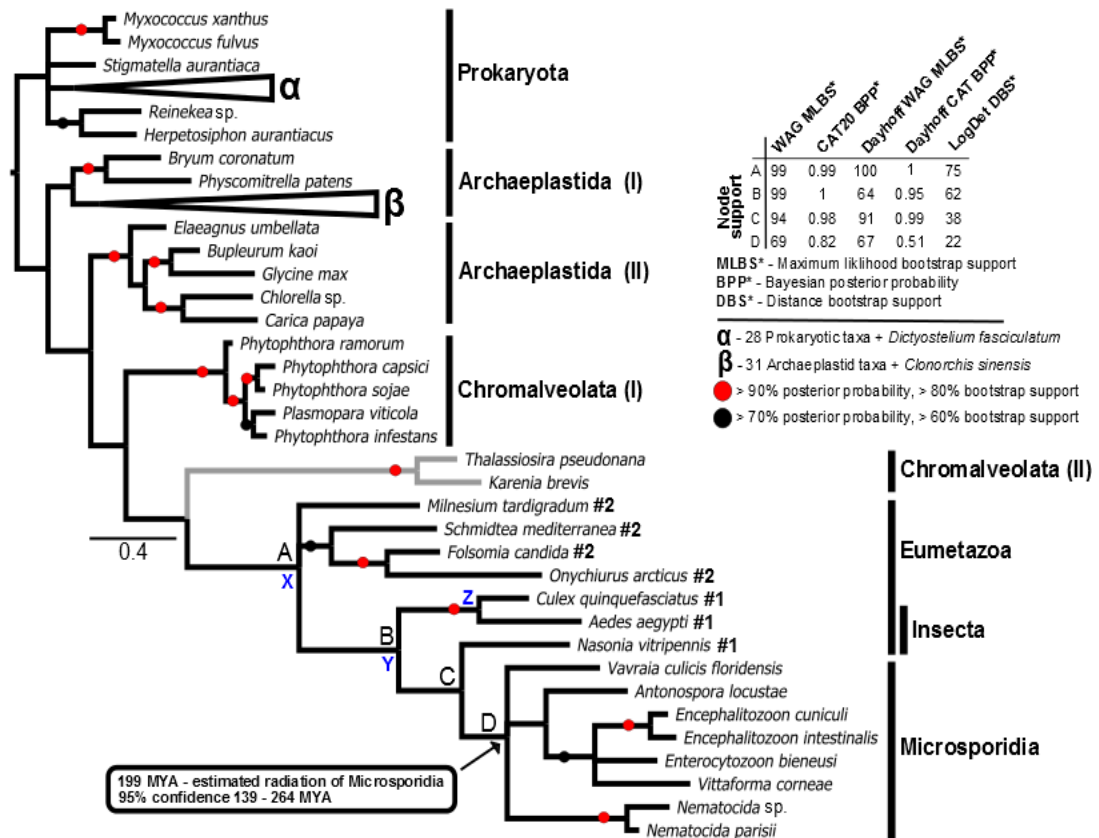 Myxococcus xanthus
Myxococcus fulvus
Stigmatella aurantiaca
α
Reinekea sp.
Herpetosiphon aurantiacus
Prokaryota
Bryum coronatum
Physcomitrella patens
β
Archaeplastida (I)
Elaeagnus umbellata
Bupleurum kaoi
Glycine max
Chlorella sp.
Carica papaya
Archaeplastida (II)
Phytophthora ramorum
Phytophthora capsici
Phytophthora sojae
Plasmopara viticola
Phytophthora infestans
Chromalveolata (I)
Thalassiosira pseudonana
Karenia brevis
Chromalveolata (II)
0.4
Milnesium tardigradum #2
Schmidtea mediterranea #2
Folsomia candida #2
Onychiurus arcticus #2
Eumetazoa
A
X
Culex quinquefasciatus #1
Aedes aegypti #1
Nasonia vitripennis #1
Insecta
Z
B
Y
C
D
Vavraia culicis floridensis
Antonospora locustae
Encephalitozoon cuniculi
Encephalitozoon intestinalis
Enterocytozoon bieneusi
Vittaforma corneae
Nematocida sp.
Nematocida parisii
Microsporidia
199 MYA - estimated radiation of Microsporidia
95% confidence 139 - 264 MYA
WAG MLBS*
CAT20 BPP*
Dayhoff WAG MLBS*
Dayhoff CAT BPP*
LogDet DBS*
Node support
A 99 0.99 100 1 75
B 99 1 64 0.95 62
C 94 0.98 91 0.99 38
D 69 0.82 67 0.51 22
MLBS* - Maximum liklihood bootstrap support
BPP* - Bayesian posterior probability
DBS* - Distance bootstrap support
α - 28 Prokaryotic taxa + Dictyostelium fasciculatum
β - 31 Archaeplastid taxa + Clonorchis sinensis
> 90% posterior probability, > 80% bootstrap support
> 70% posterior probability, > 60% bootstrap support